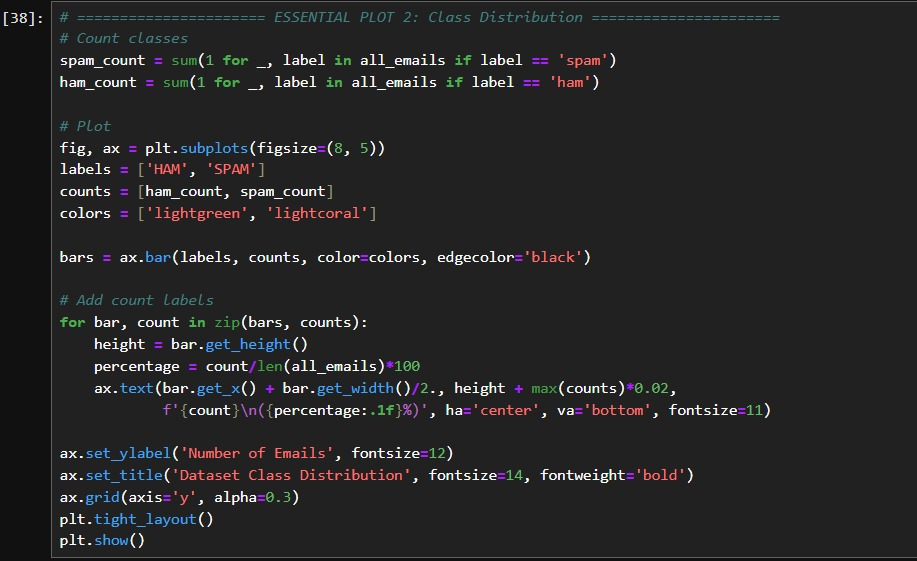 [38]: # ====================== ESSENTIAL PLOT 2: Class Distribution ======================
# Count classes
spam_count = sum(1 for _, label in all_emails if label == 'spam')
ham_count = sum(1 for _, label in all_emails if label == 'ham')

# Plot
fig, ax = plt.subplots(figsize=(8, 5))
labels = ['HAM', 'SPAM']
counts = [ham_count, spam_count]
colors = ['lightgreen', 'lightcoral']

bars = ax.bar(labels, counts, color=colors, edgecolor='black')

# Add count labels
for bar, count in zip(bars, counts):
    height = bar.get_height()
    percentage = count/len(all_emails)*100
    ax.text(bar.get_x() + bar.get_width()/2., height + max(counts)*0.02,
            f'{count}\n({percentage:.1f}%)', ha='center', va='bottom', fontsize=11)

ax.set_ylabel('Number of Emails', fontsize=12)
ax.set_title('Dataset Class Distribution', fontsize=14, fontweight='bold')
ax.grid(axis='y', alpha=0.3)
plt.tight_layout()
plt.show()